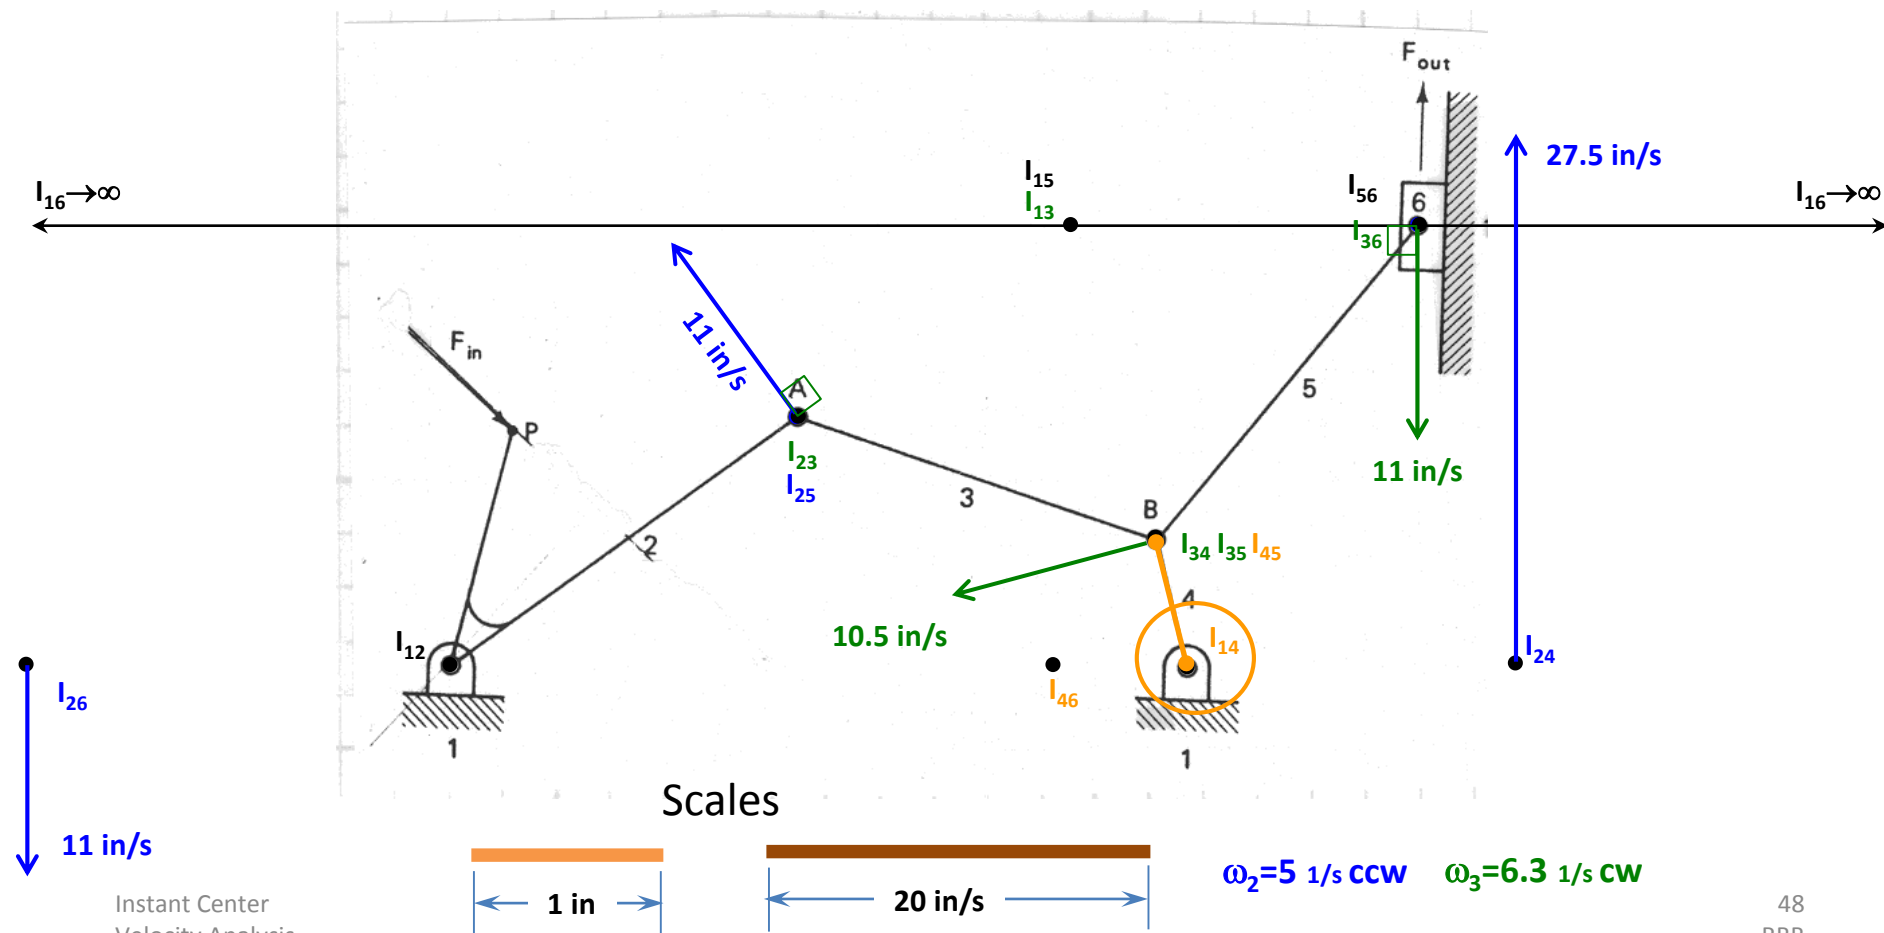 F out
27.5 in/s
I15
I13
I56
6
I16→∞
I16→∞
I36
F in
11 in/s
A
P
5
I23
I25
11 in/s
3
B
2
I34 I35 I45
4
10.5 in/s
I12
I14
I24
I26
I46
1
1
Scales
11 in/s
1 in
20 in/s
ω2=5 1/s ccw
ω3=6.3 1/s cw
Instant Center
48
Velocity Analysis